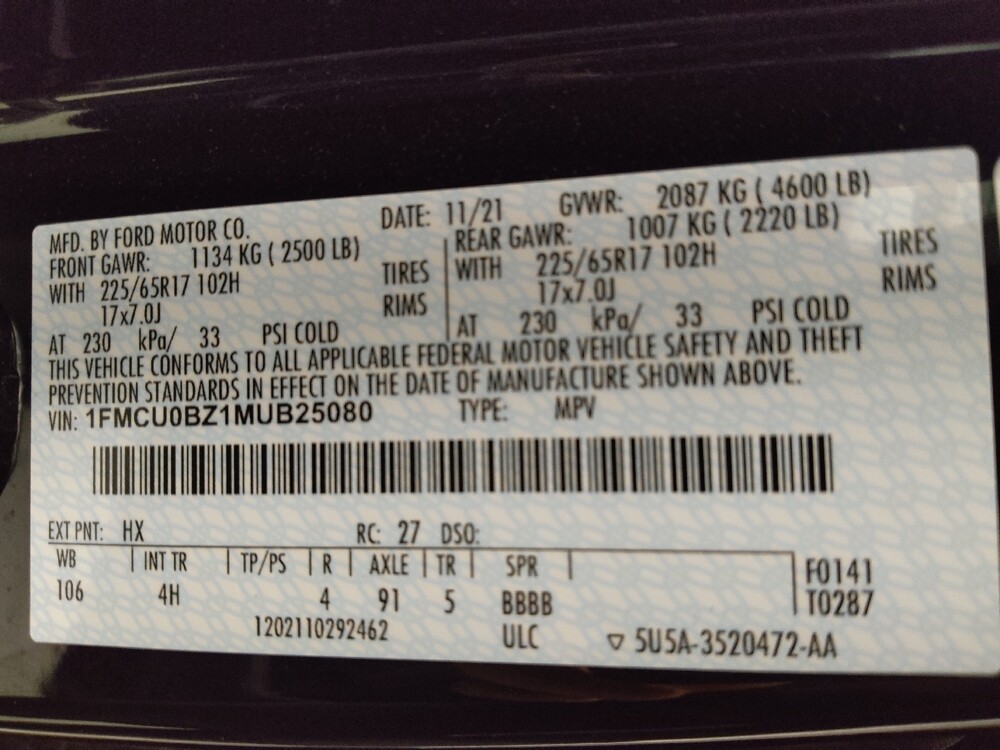 MFD. BY FORD MOTOR CO. DATE: 11/21 GVWR: 2087 KG ( 4600 LB)
FRONT GAWR: 1134 KG ( 2500 LB) REAR GAWR: 1007 KG ( 2220 LB)
WITH 225/65R17 102H TIRES WITH 225/65R17 102H TIRES
17x7.0J RIMS 17x7.0J RIMS
AT 230 kPa/ 33 PSI COLD AT 230 kPa/ 33 PSI COLD
THIS VEHICLE CONFORMS TO ALL APPLICABLE FEDERAL MOTOR VEHICLE SAFETY AND THEFT
PREVENTION STANDARDS IN EFFECT ON THE DATE OF MANUFACTURE SHOWN ABOVE.
VIN: 1FMCU0BZ1MUB25080 TYPE: MPV
EXT PNT: HX RC: 27 DSO:
WB INT TR TP/PS R AXLE TR SPR F0141
106 4H 4 91 5 BBBB T0287
1202110292462 ULC ▽ 5U5A-3520472-AA